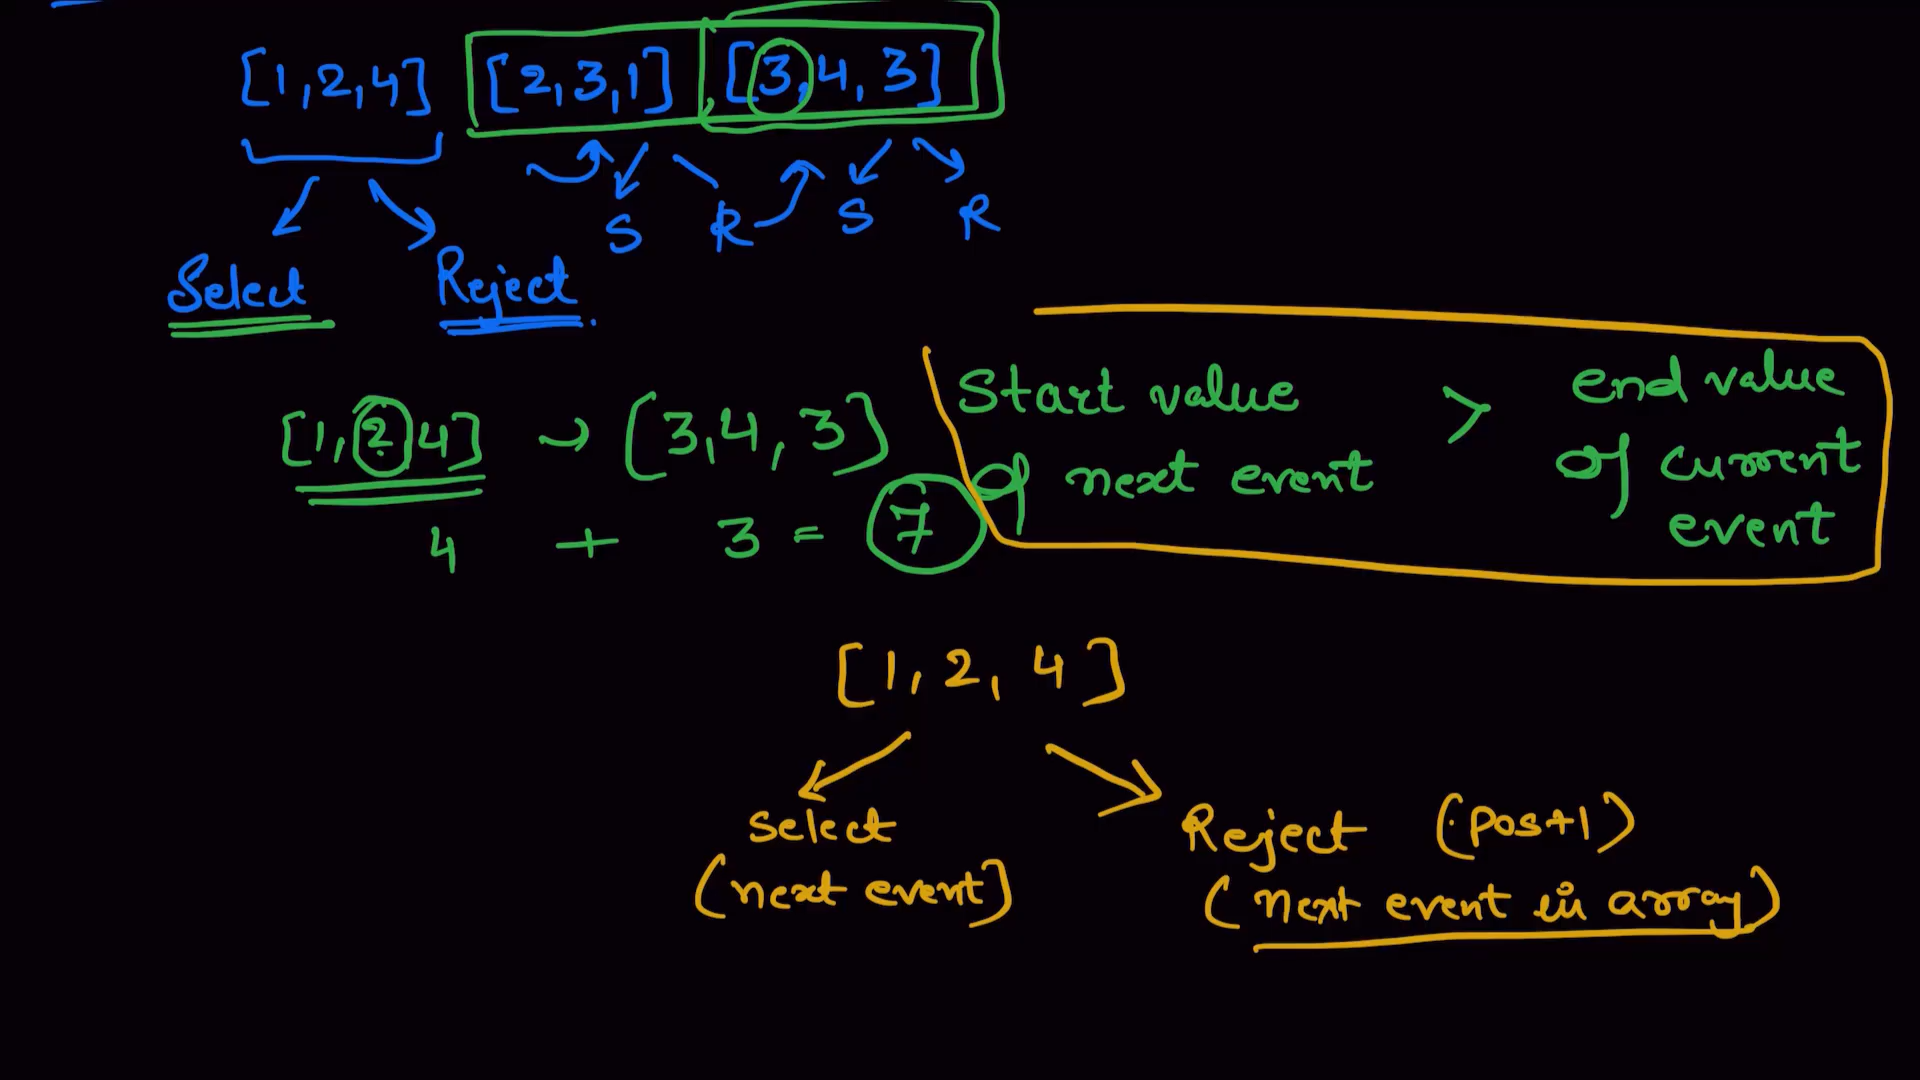 [1,2,4] [2,3,1] [3,4,3]
S R S R
Select Reject
[1,2,4] → [3,4,3]
4 + 3 = 7
Start value > end value
of next event of current
event
[1, 2, 4]
select Reject (pos+1)
(next event) (next event in array)